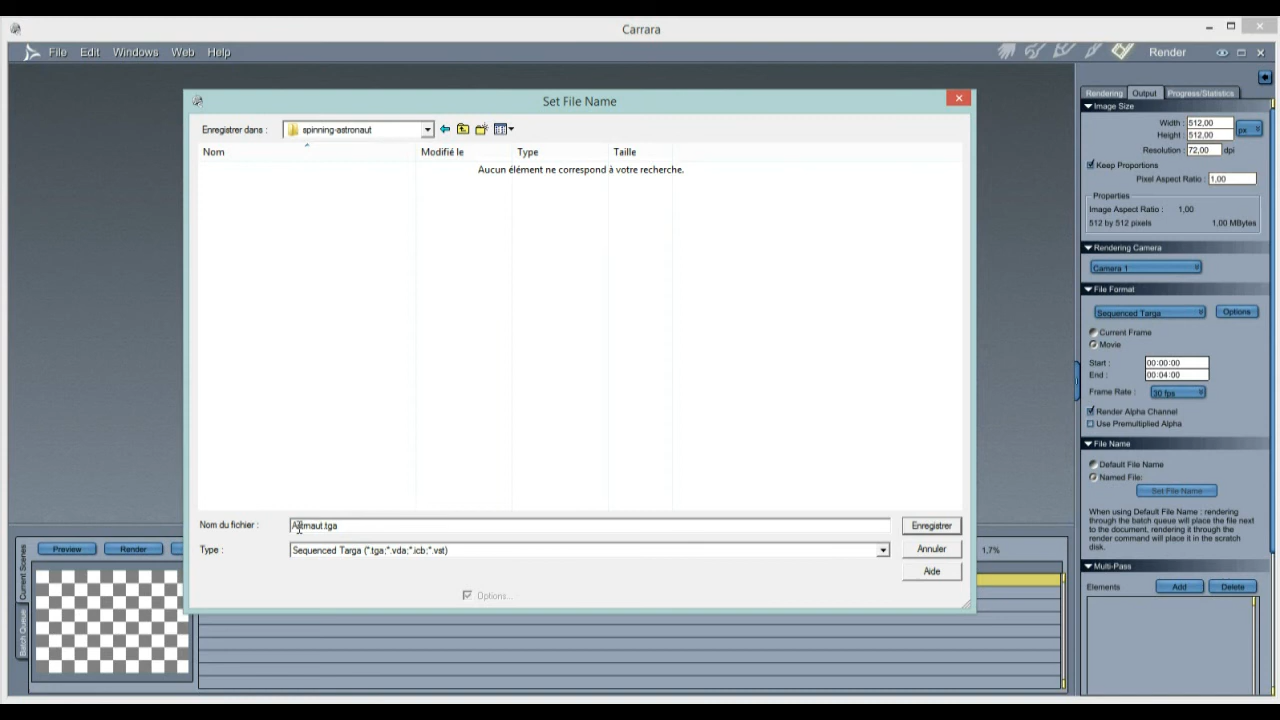 Carrara
File Edit Windows Web Help
Render
Set File Name
Enregistrer dans : spinning-astronaut
Nom Modifié le Type Taille
Aucun élément ne correspond à votre recherche.
Nom du fichier :
Enregistrer
Type : Sequenced Targa (*.tga;*.vda;*.icb;*.vst)
Annuler
Aide
Options...
Rendering Output Progress/Statistics
Image Size
Width : 512,00
px
Height : 512,00
Resolution : 72,00 dpi
Keep Proportions
Pixel Aspect Ratio : 1,00
Properties
Image Aspect Ratio : 1,00
512 by 512 pixels 1.00 MBytes
Rendering Camera
Camera 1
File Format
Sequenced Targa Options
Current Frame
Movie
Start : 00:00:00
End : 00:04:00
Frame Rate : 30 fps
Render Alpha Channel
Use Premultiplied Alpha
File Name
Default File Name
Named File:
Set File Name
When using Default File Name : rendering
through the batch queue will place the file next
to the document, rendering it through the
render command will place it in the scratch
disk.
Multi-Pass
Elements Add Delete
Current Scenes
Batch Queue
Preview Render
1,7%